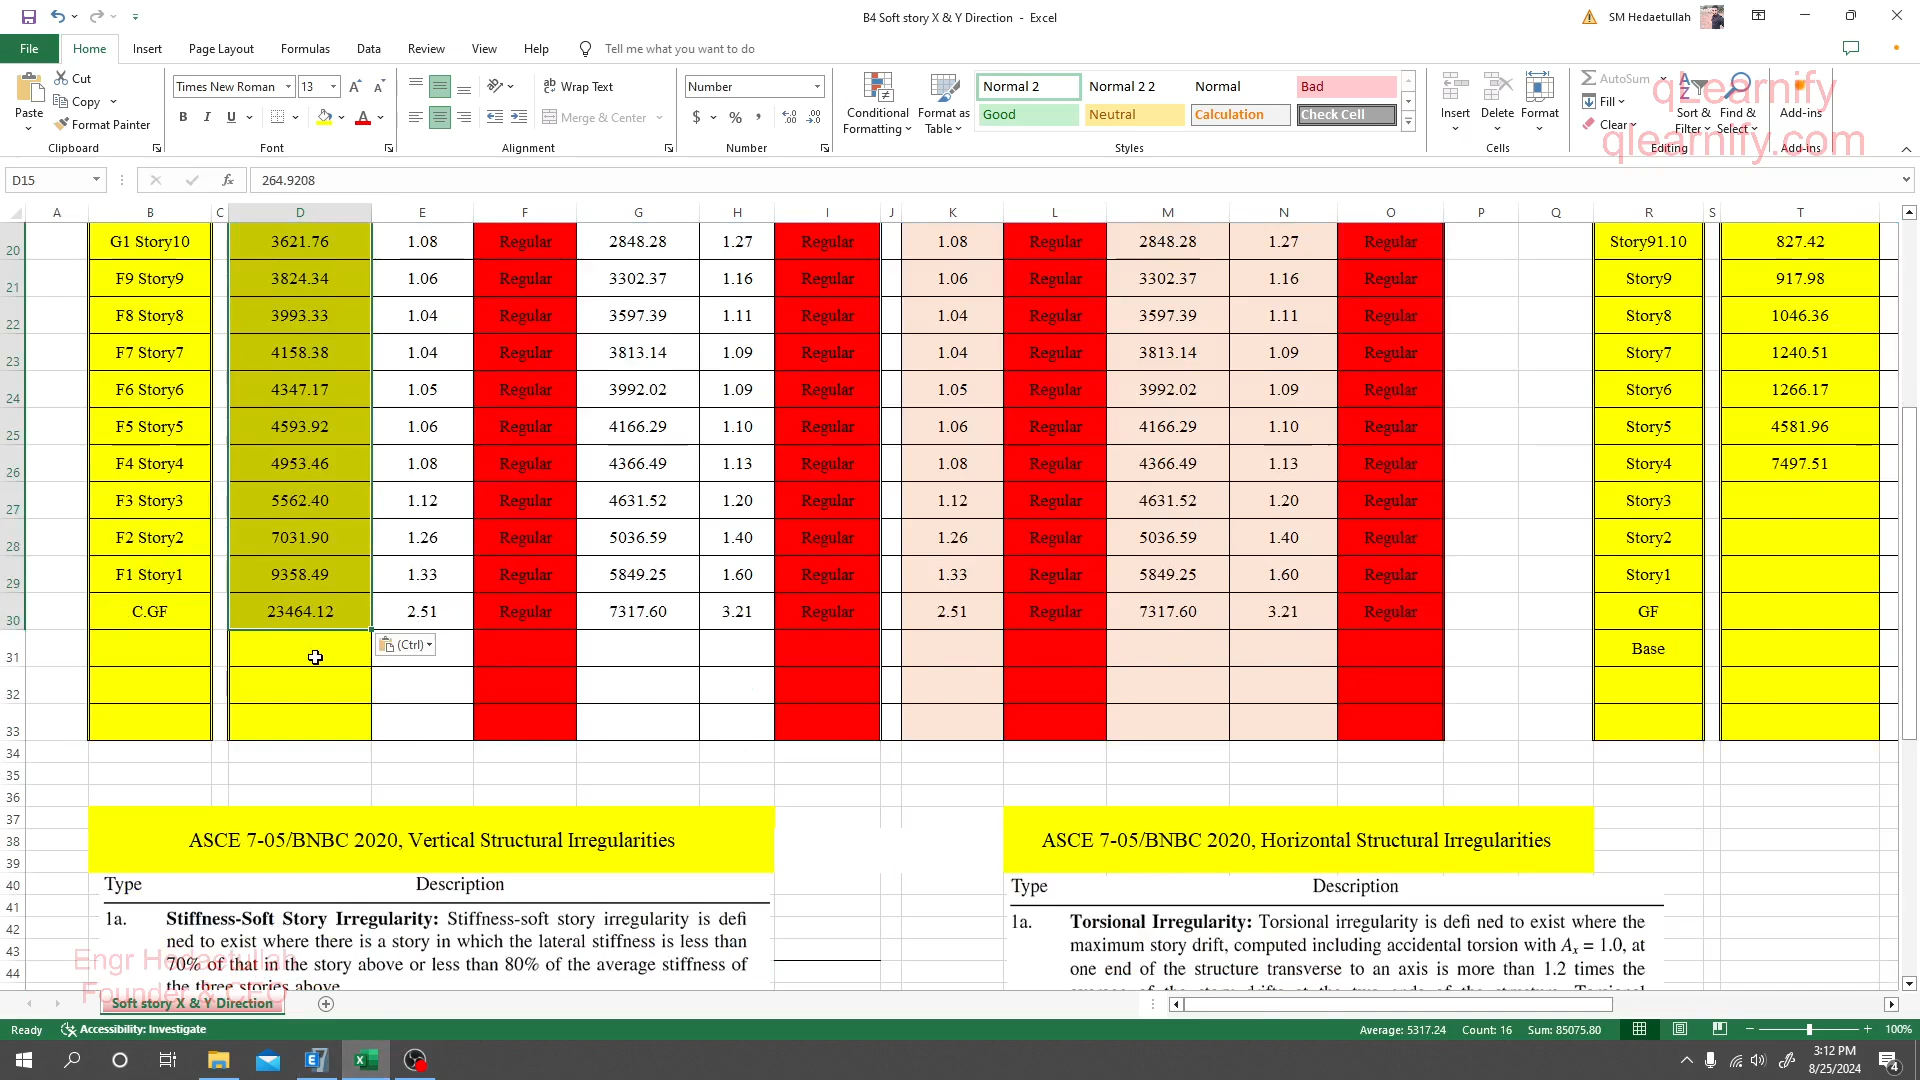 B4 Soft story X & Y Direction - Excel
SM Hedaetullah
File Home Insert Page Layout Formulas Data Review View Help Tell me what you want to do
Paste
Cut
Copy
Format Painter
Clipboard
Times New Roman 13
B I U
Font
Wrap Text
Merge & Center
Alignment
Number
$ % ,
Number
Conditional Formatting
Format as Table
Normal 2 Normal 2 2 Normal Bad
Good Neutral Calculation Check Cell
Styles
Insert Delete Format
Cells
AutoSum
Fill
Clear
Sort & Filter
Find & Select
Editing
Add-ins
Add-ins
qLearnify
qlearnify.com
D15 fx 264.9208
A B C D E F G H I J K L M N O P Q R S T
20 G1 Story10 3621.76 1.08 Regular 2848.28 1.27 Regular 1.08 Regular 2848.28 1.27 Regular Story91.10 827.42
21 F9 Story9 3824.34 1.06 Regular 3302.37 1.16 Regular 1.06 Regular 3302.37 1.16 Regular Story9 917.98
22 F8 Story8 3993.33 1.04 Regular 3597.39 1.11 Regular 1.04 Regular 3597.39 1.11 Regular Story8 1046.36
23 F7 Story7 4158.38 1.04 Regular 3813.14 1.09 Regular 1.04 Regular 3813.14 1.09 Regular Story7 1240.51
24 F6 Story6 4347.17 1.05 Regular 3992.02 1.09 Regular 1.05 Regular 3992.02 1.09 Regular Story6 1266.17
25 F5 Story5 4593.92 1.06 Regular 4166.29 1.10 Regular 1.06 Regular 4166.29 1.10 Regular Story5 4581.96
26 F4 Story4 4953.46 1.08 Regular 4366.49 1.13 Regular 1.08 Regular 4366.49 1.13 Regular Story4 7497.51
27 F3 Story3 5562.40 1.12 Regular 4631.52 1.20 Regular 1.12 Regular 4631.52 1.20 Regular Story3
28 F2 Story2 7031.90 1.26 Regular 5036.59 1.40 Regular 1.26 Regular 5036.59 1.40 Regular Story2
29 F1 Story1 9358.49 1.33 Regular 5849.25 1.60 Regular 1.33 Regular 5849.25 1.60 Regular Story1
30 C.GF 23464.12 2.51 Regular 7317.60 3.21 Regular 2.51 Regular 7317.60 3.21 Regular GF
31 (Ctrl) Base
32
33
34
35
36
37
38 ASCE 7-05/BNBC 2020, Vertical Structural Irregularities ASCE 7-05/BNBC 2020, Horizontal Structural Irregularities
39
40 Type Description Type Description
41
42 1a. Stiffness-Soft Story Irregularity: Stiffness-soft story irregularity is defi 1a. Torsional Irregularity: Torsional irregularity is defi ned to exist where the
43 ned to exist where there is a story in which the lateral stiffness is less than maximum story drift, computed including accidental torsion with Ax = 1.0, at
44 70% of that in the story above or less than 80% of the average stiffness of one end of the structure transverse to an axis is more than 1.2 times the
the three stories above. average of the story drifts at the two ends of the structure. Torsional
Engr Hedaetullah
Founder & CEO
Soft story X & Y Direction
Ready Accessibility: Investigate Average: 5317.24 Count: 16 Sum: 85075.80 100%
3:12 PM
8/25/2024
4